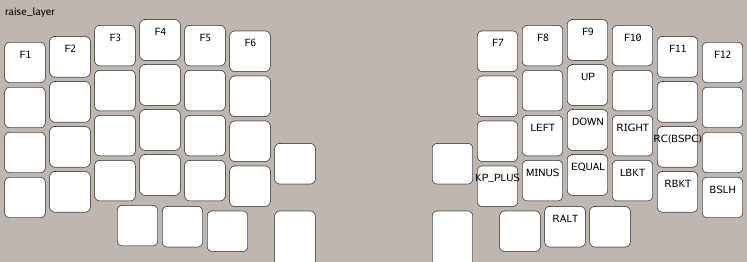 raise_layer
F1 F2 F3 F4 F5 F6 F7 F8 F9 F10 F11 F12
UP
LEFT DOWN RIGHT RC(BSPC)
KP_PLUS MINUS EQUAL LBKT RBKT BSLH
RALT